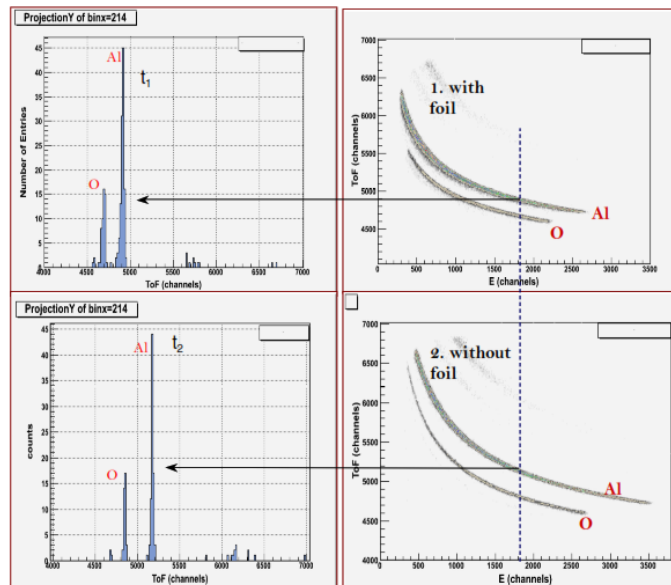 ProjectionY of binx=214
Number of Entries
45
40
35
30
25
20
15
10
5
0
Al
t1
O
4000 4500 5000 5500 6000 6500 7000
ToF (channels)
ToF (channels)
7000
6500
6000
5500
5000
4500
4000
1. with
foil
Al
O
0 500 1000 1500 2000 2500 3000 3500
E (channels)
ProjectionY of binx=214
counts
45
40
35
30
25
20
15
10
5
0
Al
t2
O
4000 4500 5000 5500 6000 6500 7000
ToF (channels)
ToF (channels)
7000
6500
6000
5500
5000
4500
4000
2. without
foil
Al
O
0 500 1000 1500 2000 2500 3000 3500
E (channels)